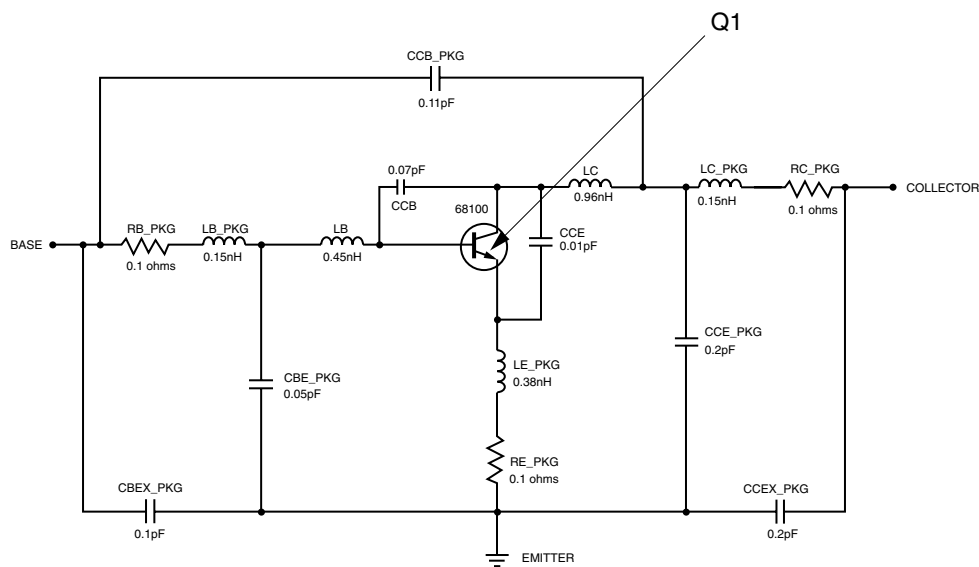 Q1
CCB_PKG
0.11pF
0.07pF
CCB
LC
0.96nH
LC_PKG
0.15nH
RC_PKG
0.1 ohms
COLLECTOR
68100
CCE
0.01pF
BASE
RB_PKG
0.1 ohms
LB_PKG
0.15nH
LB
0.45nH
CCE_PKG
0.2pF
LE_PKG
0.38nH
CBE_PKG
0.05pF
RE_PKG
0.1 ohms
CBEX_PKG
0.1pF
CCEX_PKG
0.2pF
EMITTER